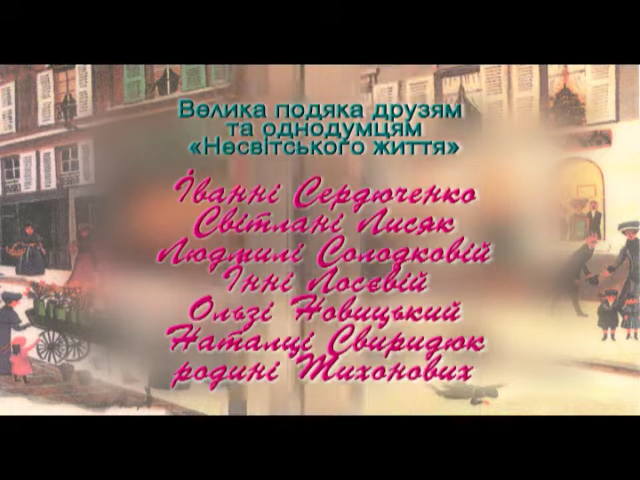 Велика подяка друзям
та однодумцям
«Несвітського життя»
Іванні Сердюченко
Світлані Лисяк
Людмилі Солодковій
Інні Лосєвій
Ользі Новицький
Наталці Свиридюк
родині Тихонових